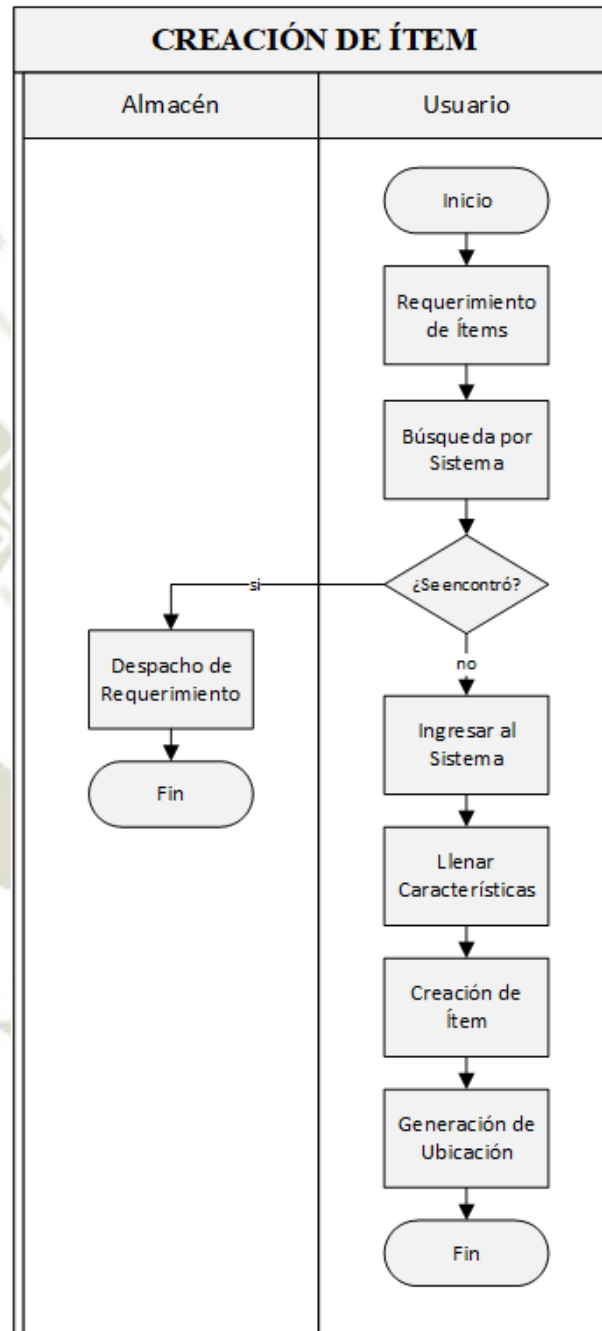 CREACIÓN DE ÍTEM
Almacén
Usuario
Inicio
Requerimiento
de Ítems
Búsqueda por
Sistema
¿Se encontró?
si
no
Despacho de
Requerimiento
Fin
Ingresar al
Sistema
Llenar
Características
Creación de
Ítem
Generación de
Ubicación
Fin